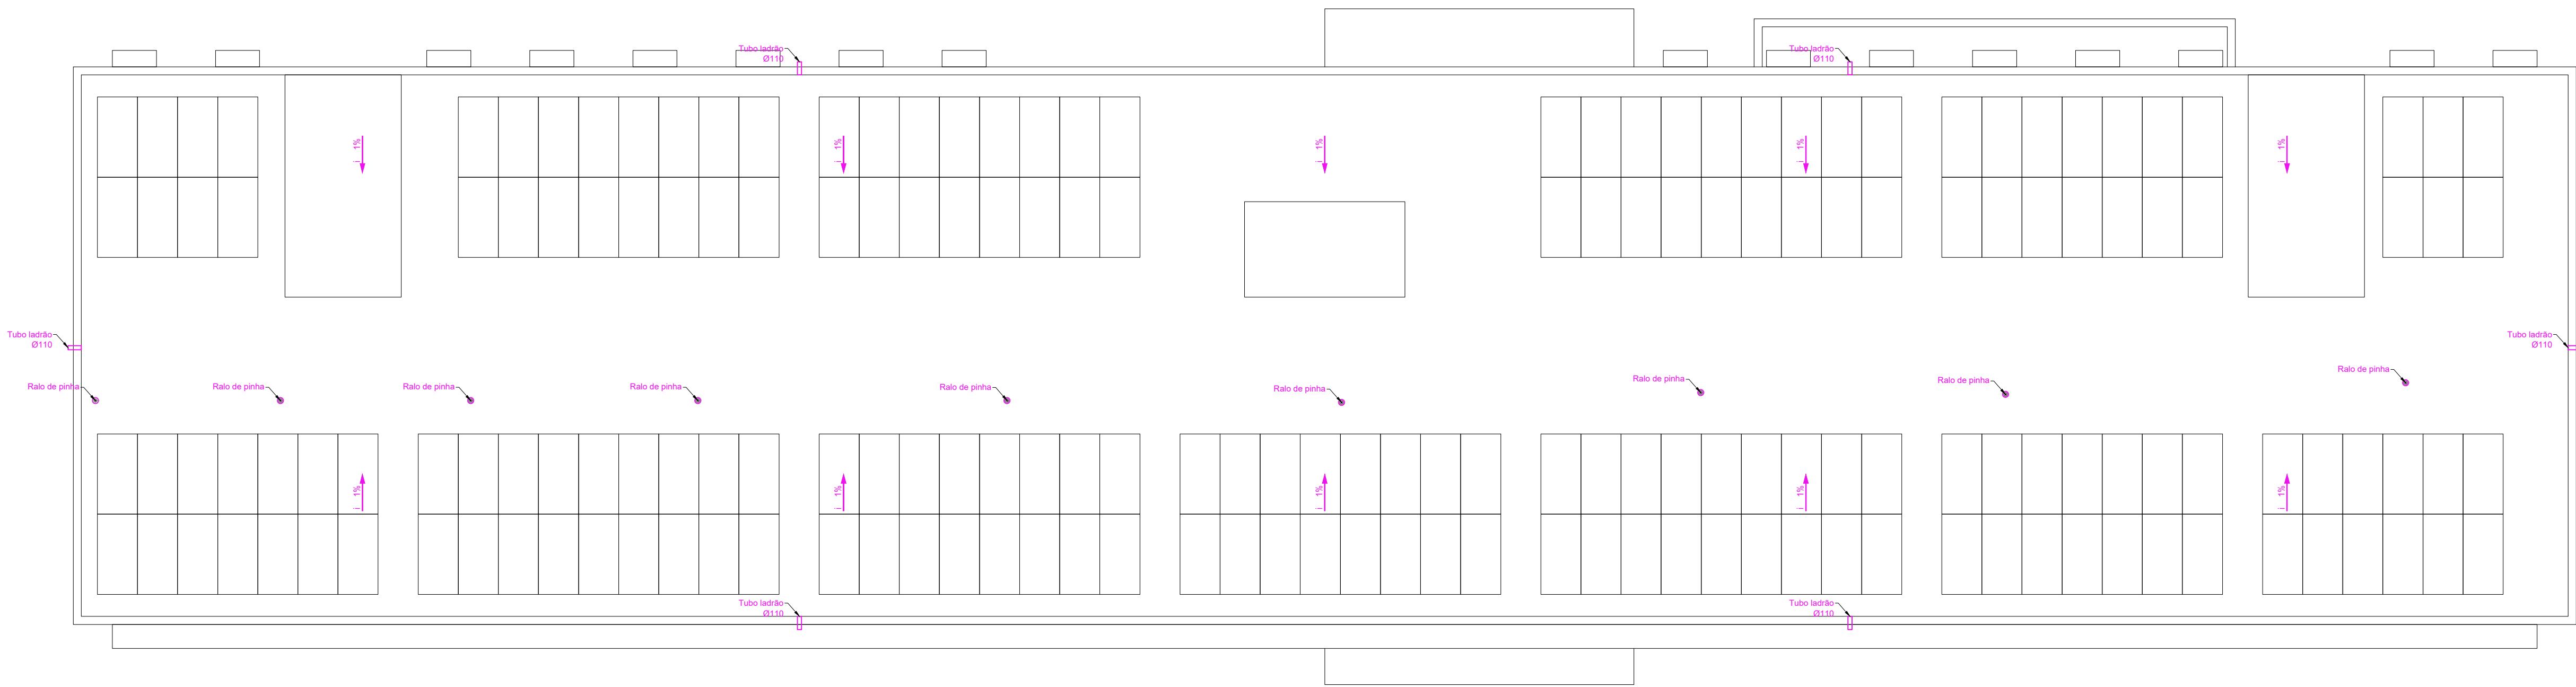 Tubo ladrão
Ø110
Tubo ladrão
Ø110
i 1%
i 1%
i 1%
i 1%
i 1%
Tubo ladrão
Ø110
Tubo ladrão
Ø110
Ralo de pinha
Ralo de pinha
Ralo de pinha
Ralo de pinha
Ralo de pinha
Ralo de pinha
Ralo de pinha
Ralo de pinha
Ralo de pinha
i 1%
i 1%
i 1%
i 1%
i 1%
Tubo ladrão
Ø110
Tubo ladrão
Ø110